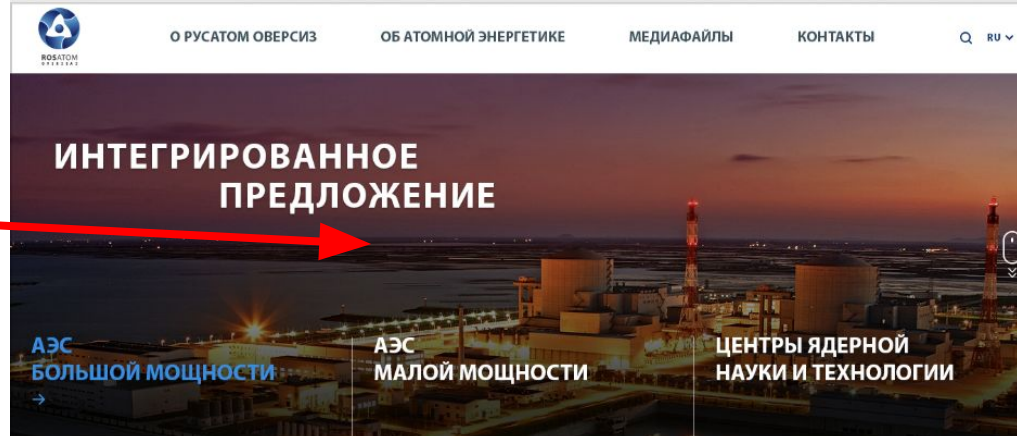 ROSATOM
OVERSEAS
О РУСАТОМ ОВЕРСИЗ
ОБ АТОМНОЙ ЭНЕРГЕТИКЕ
МЕДИАФАЙЛЫ
КОНТАКТЫ
RU
ИНТЕГРИРОВАННОЕ
ПРЕДЛОЖЕНИЕ
АЭС
БОЛЬШОЙ МОЩНОСТИ
АЭС
МАЛОЙ МОЩНОСТИ
ЦЕНТРЫ ЯДЕРНОЙ
НАУКИ И ТЕХНОЛОГИИ